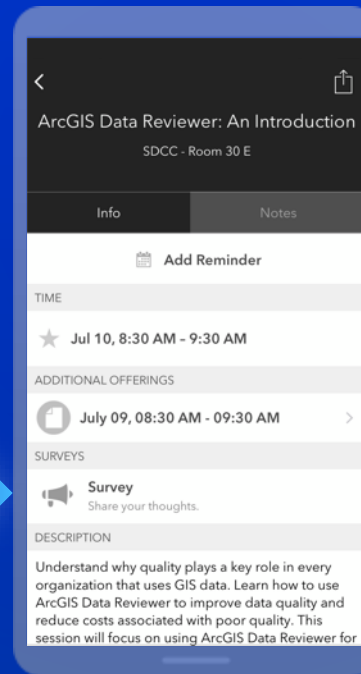 ArcGIS Data Reviewer: An Introduction
SDCC - Room 30 E
Info
Notes
Add Reminder
TIME
Jul 10, 8:30 AM – 9:30 AM
ADDITIONAL OFFERINGS
July 09, 08:30 AM - 09:30 AM
SURVEYS
Survey
Share your thoughts.
DESCRIPTION
Understand why quality plays a key role in every
organization that uses GIS data. Learn how to use
ArcGIS Data Reviewer to improve data quality and
reduce costs associated with poor quality. This
session will focus on using ArcGIS Data Reviewer for